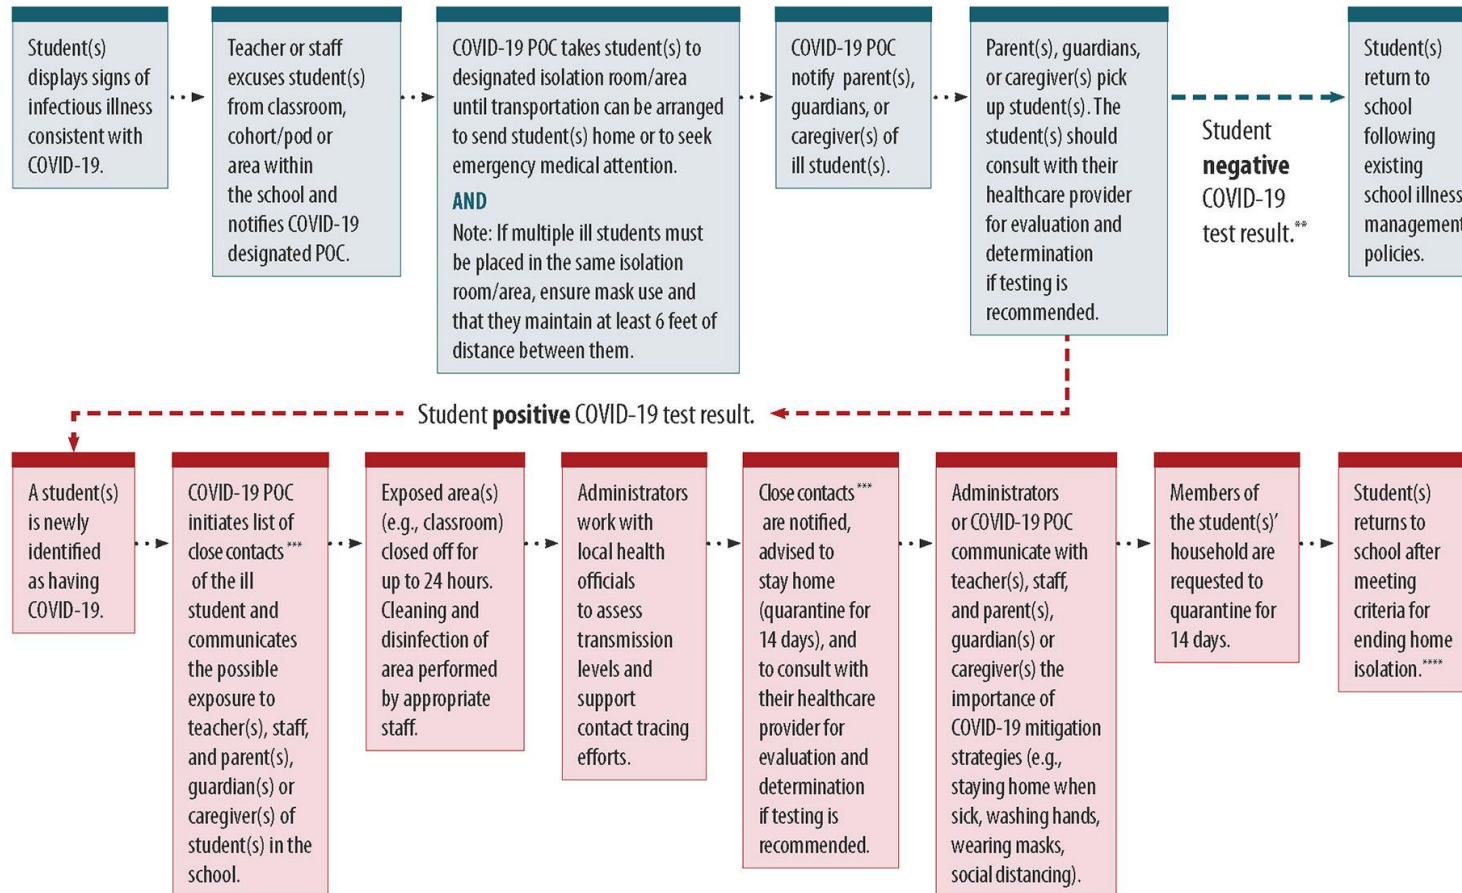 Student(s)
displays signs of
infectious illness
consistent with
COVID-19.
Teacher or staff
excuses student(s)
from classroom,
cohort/pod or
area within
the school and
notifies COVID-19
designated POC.
COVID-19 POC takes student(s) to
designated isolation room/area
until transportation can be arranged
to send student(s) home or to seek
emergency medical attention.
AND
Note: If multiple ill students must
be placed in the same isolation
room/area, ensure mask use and
that they maintain at least 6 feet of
distance between them.
COVID-19 POC
notify parent(s),
guardians, or
caregiver(s) of
ill student(s).
Parent(s), guardians,
or caregiver(s) pick
up student(s). The
student(s) should
consult with their
healthcare provider
for evaluation and
determination
if testing is
recommended.
Student
negative
COVID-19
test result.**
Student(s)
return to
school
following
existing
school illness
management
policies.
Student positive COVID-19 test result.
A student(s)
is newly
identified
as having
COVID-19.
COVID-19 POC
initiates list of
close contacts***
of the ill
student and
communicates
the possible
exposure to
teacher(s), staff,
and parent(s),
guardian(s) or
caregiver(s) of
student(s) in the
school.
Exposed area(s)
(e.g., classroom)
closed off for
up to 24 hours.
Cleaning and
disinfection of
area performed
by appropriate
staff.
Administrators
work with
local health
officials
to assess
transmission
levels and
support
contact tracing
efforts.
Close contacts***
are notified,
advised to
stay home
(quarantine for
14 days), and
to consult with
their healthcare
provider for
evaluation and
determination
if testing is
recommended.
Administrators
or COVID-19 POC
communicate with
teacher(s), staff,
and parent(s),
guardian(s) or
caregiver(s) the
importance of
COVID-19 mitigation
strategies (e.g.,
staying home when
sick, washing hands,
wearing masks,
social distancing).
Members of
the student(s)'
household are
requested to
quarantine for
14 days.
Student(s)
returns to
school after
meeting
criteria for
ending home
isolation.****